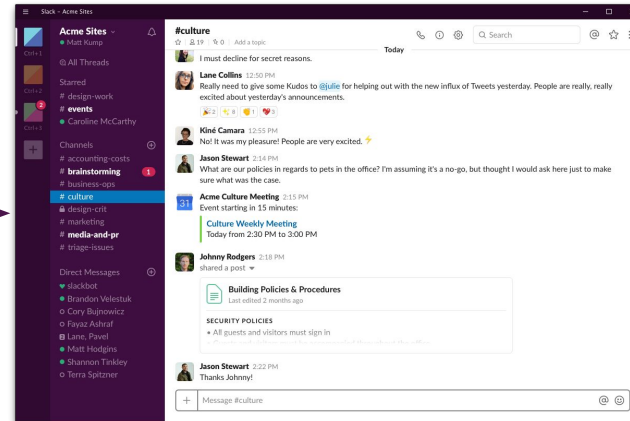 Slack – Acme Sites
Acme Sites
Matt Kump
Ctrl+1
Ctrl+2
2
Ctrl+3
All Threads
Starred
# design-work
# events
Caroline McCarthy
Channels
# accounting-costs
# brainstorming 1
# business-ops
# culture
design-crit
# marketing
# media-and-pr
# triage-issues
Direct Messages
slackbot
Brandon Velestuk
Cory Bujnowicz
Fayaz Ashraf
2 Lane, Pavel
Matt Hodgins
Shannon Tinkley
Terra Spitzner
#culture
19 | 0 | Add a topic
Search
Today
I must decline for secret reasons.
Lane Collins 12:50 PM
Really need to give some Kudos to @julie for helping out with the new influx of Tweets yesterday. People are really, really
excited about yesterday's announcements.
2 8 1 3
Kiné Camara 12:55 PM
No! It was my pleasure! People are very excited. ⚡
Jason Stewart 2:14 PM
What are our policies in regards to pets in the office? I'm assuming it's a no-go, but thought I would ask here just to make
sure what was the case.
31
Acme Culture Meeting 2:15 PM
Event starting in 15 minutes:
Culture Weekly Meeting
Today from 2:30 PM to 3:00 PM
Johnny Rodgers 2:18 PM
shared a post
Building Policies & Procedures
Last edited 2 months ago
SECURITY POLICIES
• All guests and visitors must sign in
Jason Stewart 2:22 PM
Thanks Johnny!
Message #culture